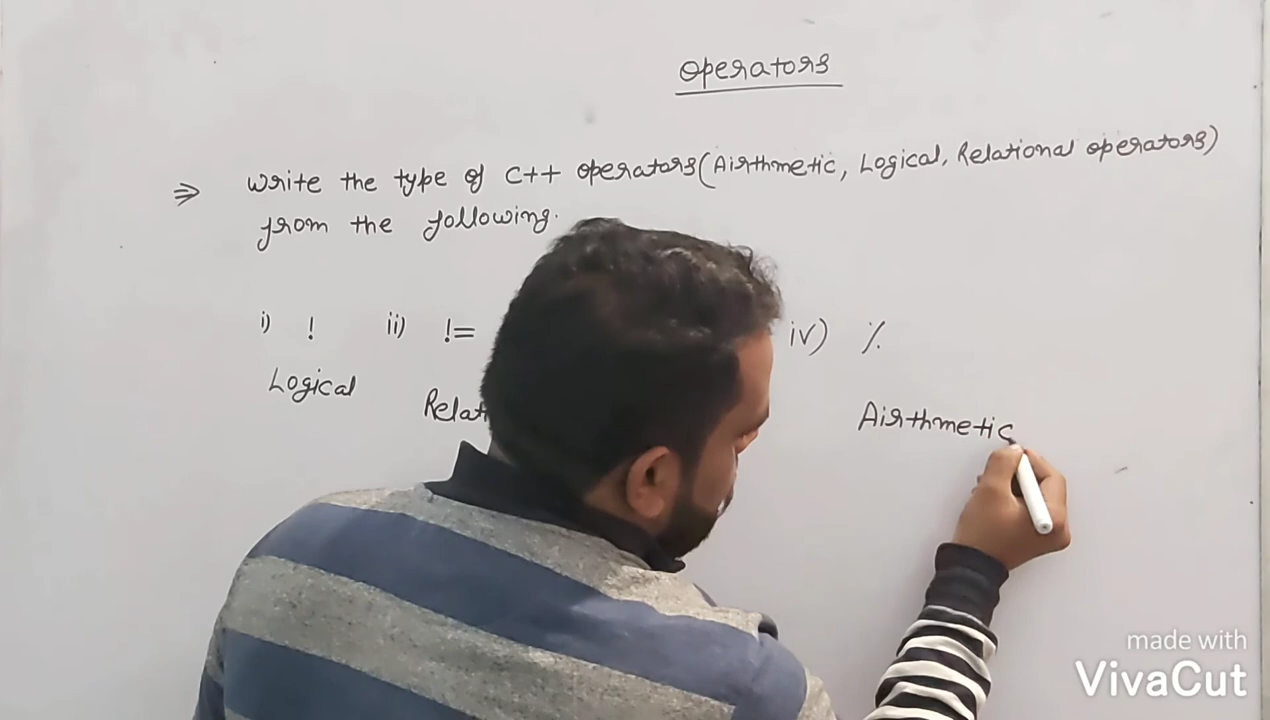 Operators
⇒ Write the type of C++ operators(Airthmetic, Logical, Relational operators)
from the following.
i) ! ii) != iv) %
Logical Relat Airthmetic
made with
VivaCut